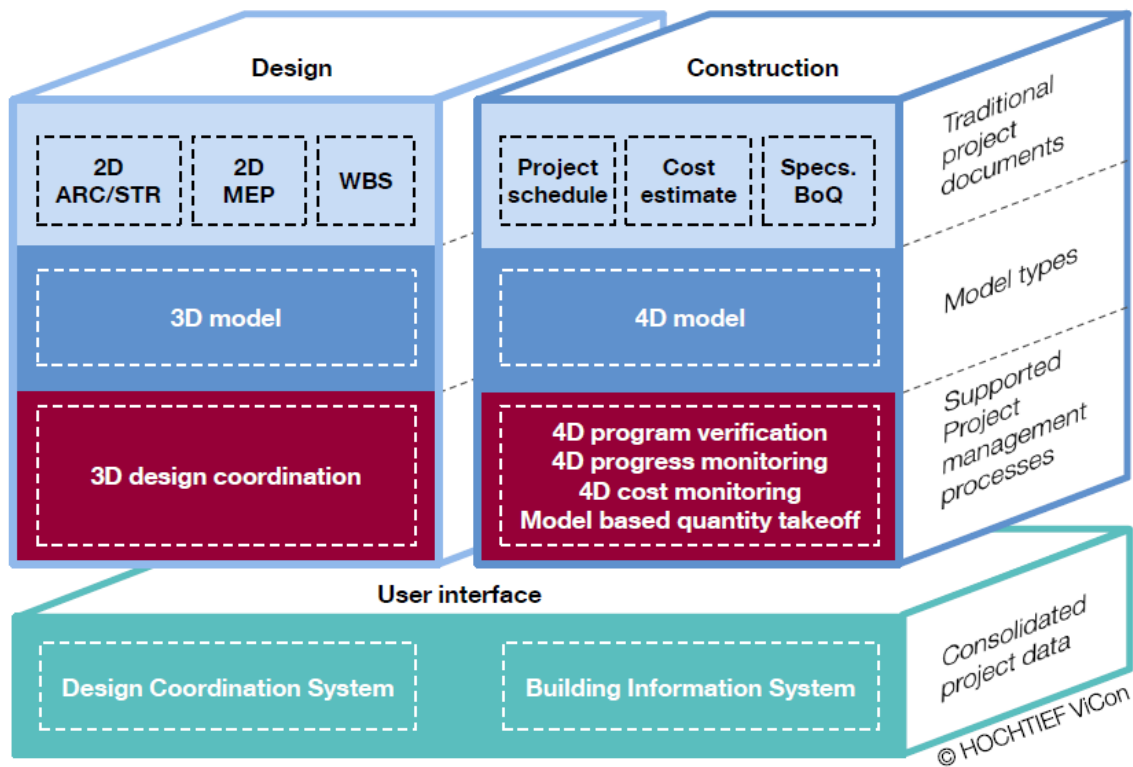 Design
Construction
2D
ARC/STR
2D
MEP
WBS
Project
schedule
Cost
estimate
Specs.
BoQ
Traditional
project
documents
3D model
4D model
Model types
3D design coordination
4D program verification
4D progress monitoring
4D cost monitoring
Model based quantity takeoff
Supported
Project
management
processes
User interface
Design Coordination System
Building Information System
Consolidated
project data
© HOCHTIEF ViCon